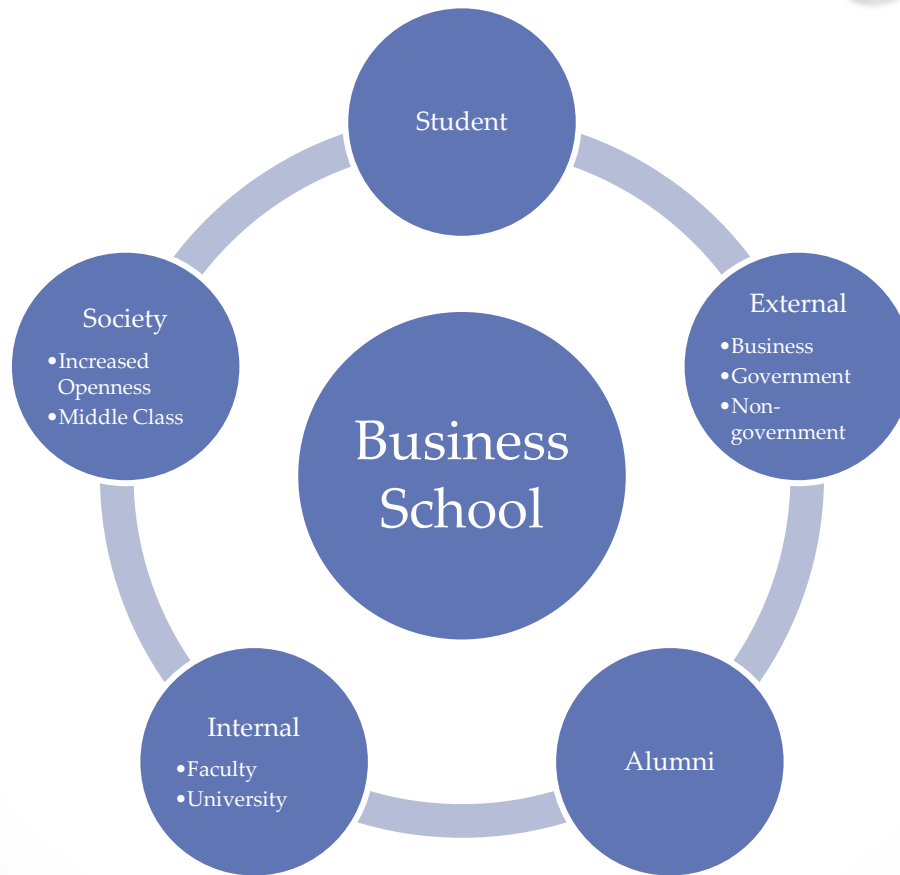 Student
External
•Business
•Government
•Non-
government
Alumni
Internal
•Faculty
•University
Society
•Increased
Openness
•Middle Class
Business
School